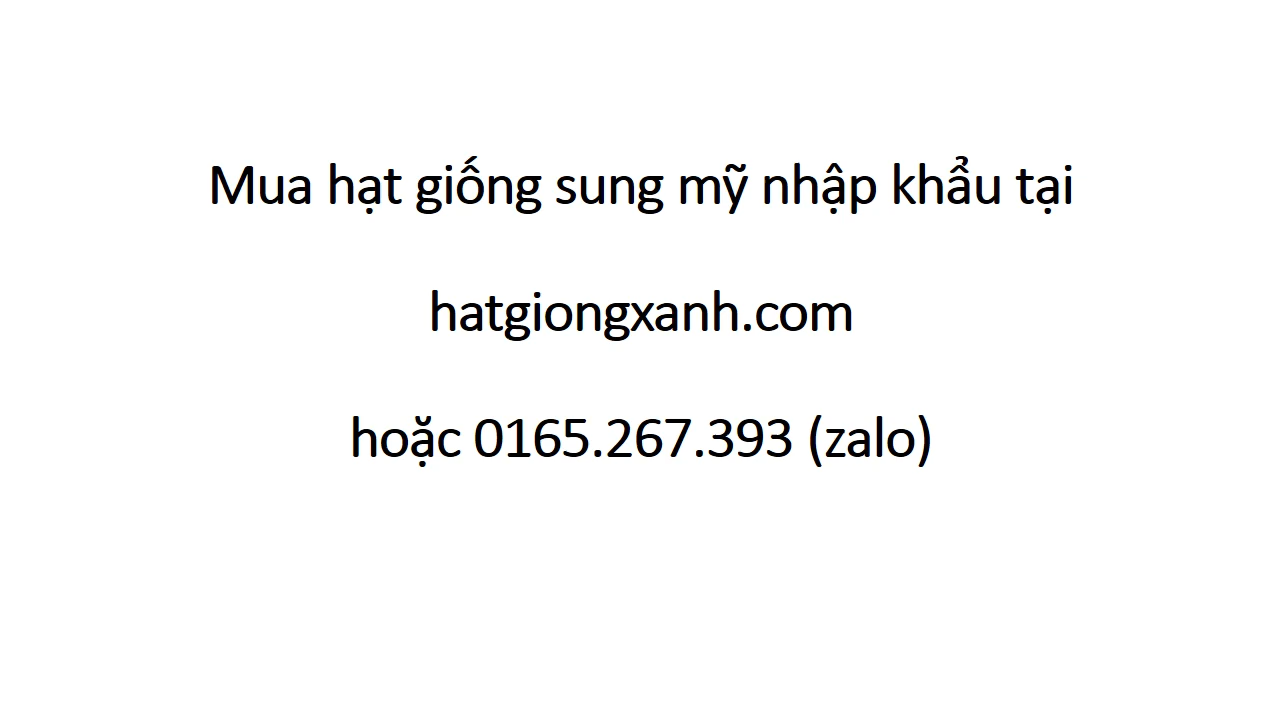 Mua hạt giống sung mỹ nhập khẩu tại
hatgiongxanh.com
hoặc 0165.267.393 (zalo)